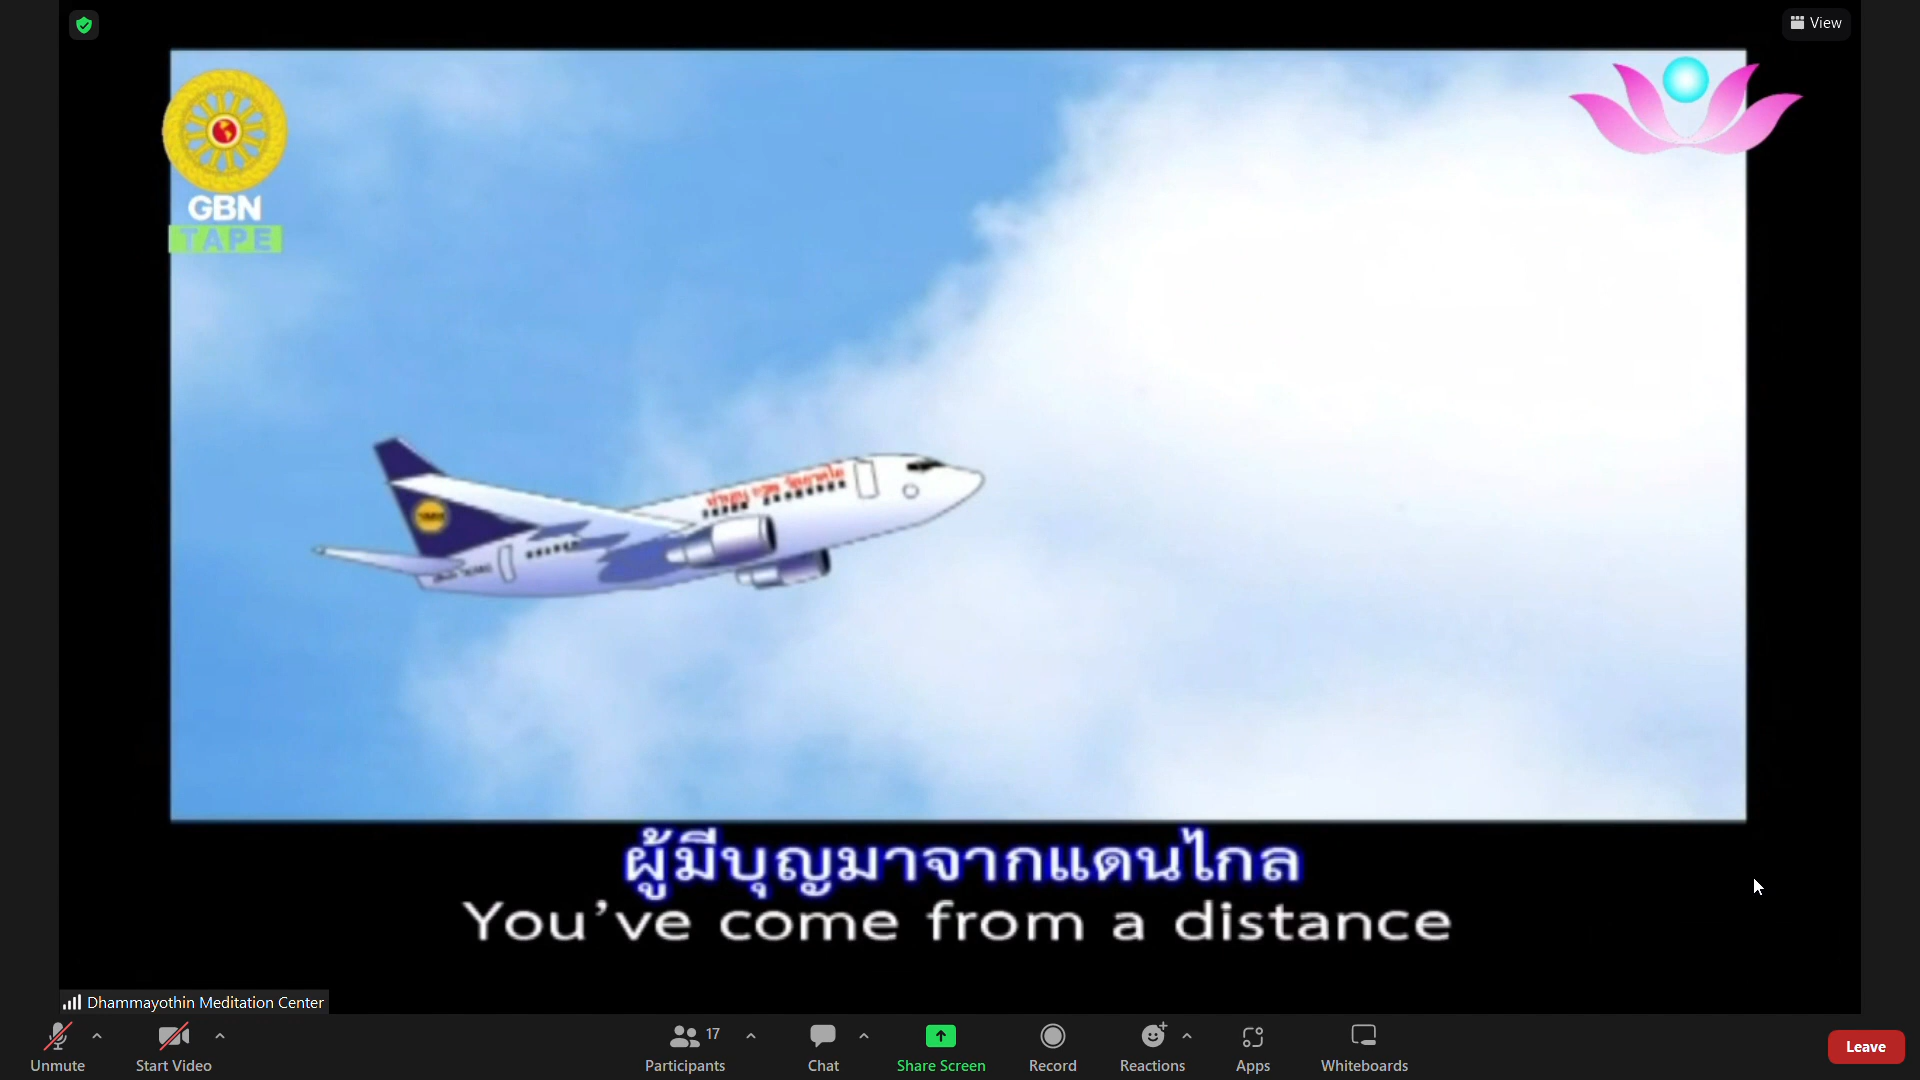 View
GBN
TAPE
ผู้มีบุญมาจากแดนไกล
You've come from a distance
Dhammayothin Meditation Center
Unmute
Start Video
17
Participants
Chat
Share Screen
Record
Reactions
Apps
Whiteboards
Leave